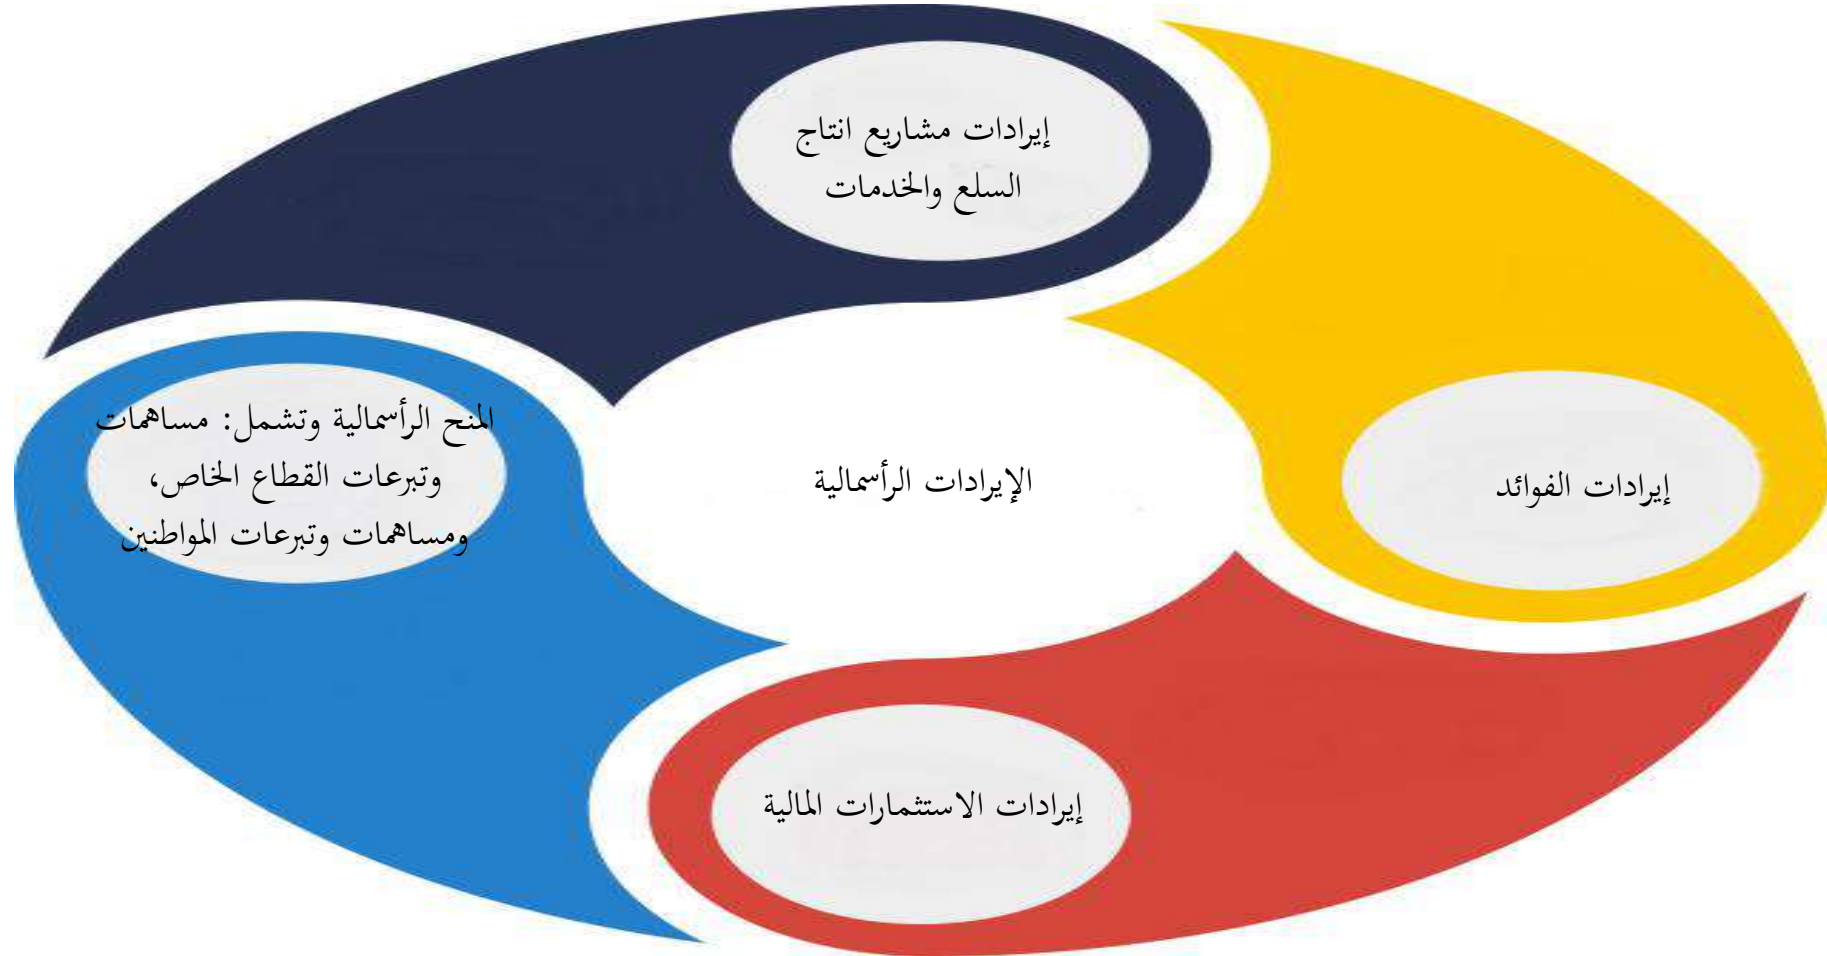 إيرادات مشاريع انتاج
السلع والخدمات
المنح الرأسمالية وتشمل: مساهمات
وتبرعات القطاع الخاص،
ومساهمات وتبرعات المواطنين
الإيرادات الرأسمالية
إيرادات الفوائد
إيرادات الاستثمارات المالية